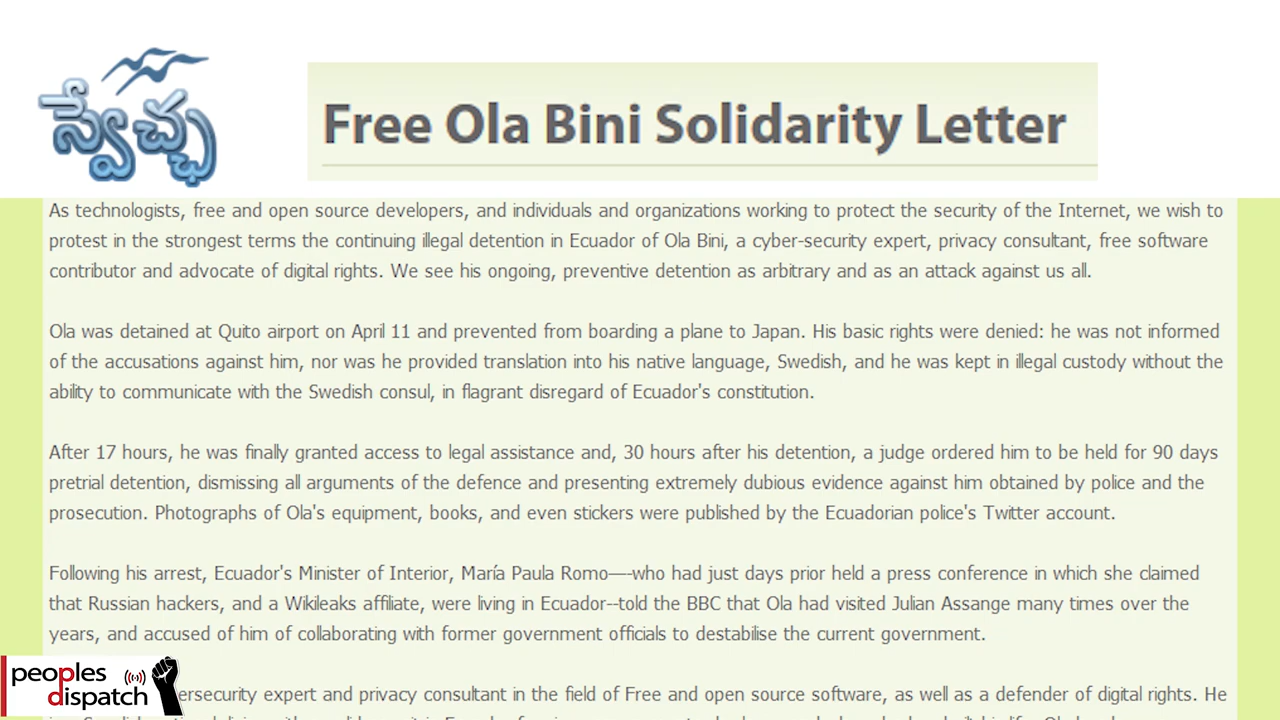 స్వేచ్ఛ
Free Ola Bini Solidarity Letter
As technologists, free and open source developers, and individuals and organizations working to protect the security of the Internet, we wish to
protest in the strongest terms the continuing illegal detention in Ecuador of Ola Bini, a cyber-security expert, privacy consultant, free software
contributor and advocate of digital rights. We see his ongoing, preventive detention as arbitrary and as an attack against us all.
Ola was detained at Quito airport on April 11 and prevented from boarding a plane to Japan. His basic rights were denied: he was not informed
of the accusations against him, nor was he provided translation into his native language, Swedish, and he was kept in illegal custody without the
ability to communicate with the Swedish consul, in flagrant disregard of Ecuador's constitution.
After 17 hours, he was finally granted access to legal assistance and, 30 hours after his detention, a judge ordered him to be held for 90 days
pretrial detention, dismissing all arguments of the defence and presenting extremely dubious evidence against him obtained by police and the
prosecution. Photographs of Ola's equipment, books, and even stickers were published by the Ecuadorian police's Twitter account.
Following his arrest, Ecuador's Minister of Interior, María Paula Romo—-who had just days prior held a press conference in which she claimed
that Russian hackers, and a Wikileaks affiliate, were living in Ecuador--told the BBC that Ola had visited Julian Assange many times over the
years, and accused of him of collaborating with former government officials to destabilise the current government.
peoples
dispatch
expert and privacy consultant in the field of Free and open source software, as well as a defender of digital rights. He